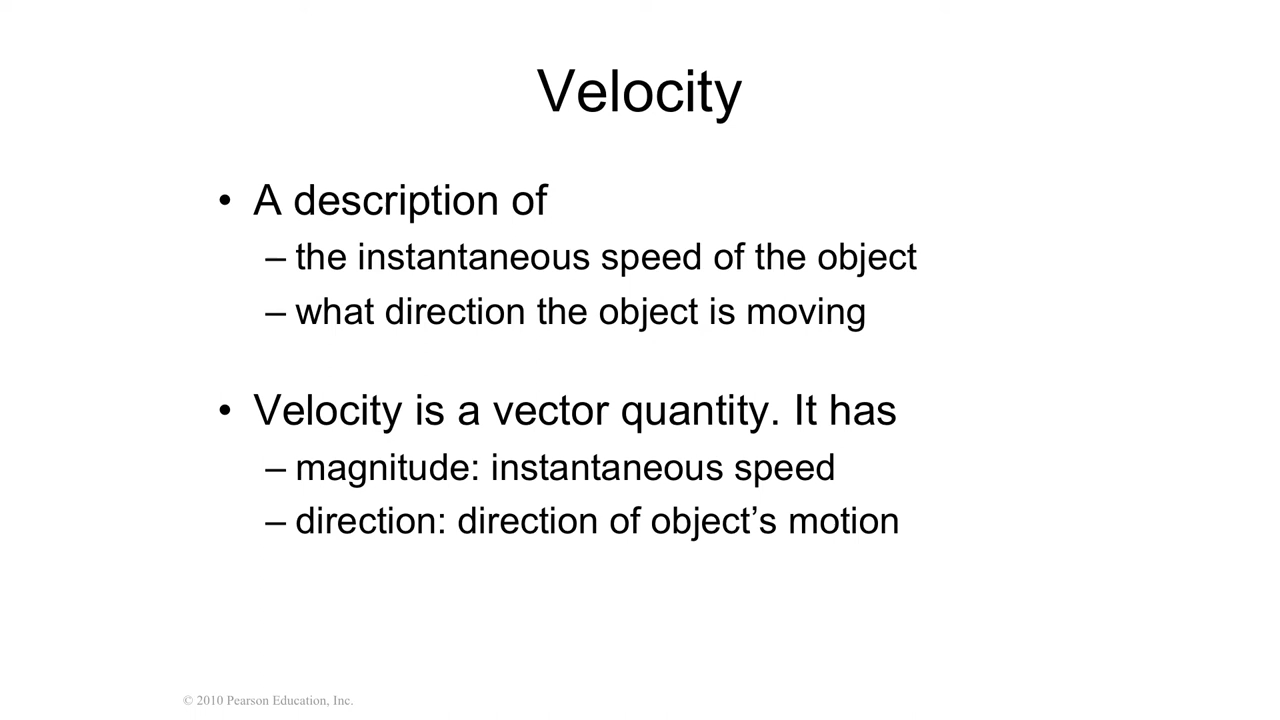 Velocity
• A description of
– the instantaneous speed of the object
– what direction the object is moving
• Velocity is a vector quantity. It has
– magnitude: instantaneous speed
– direction: direction of object’s motion
© 2010 Pearson Education, Inc.